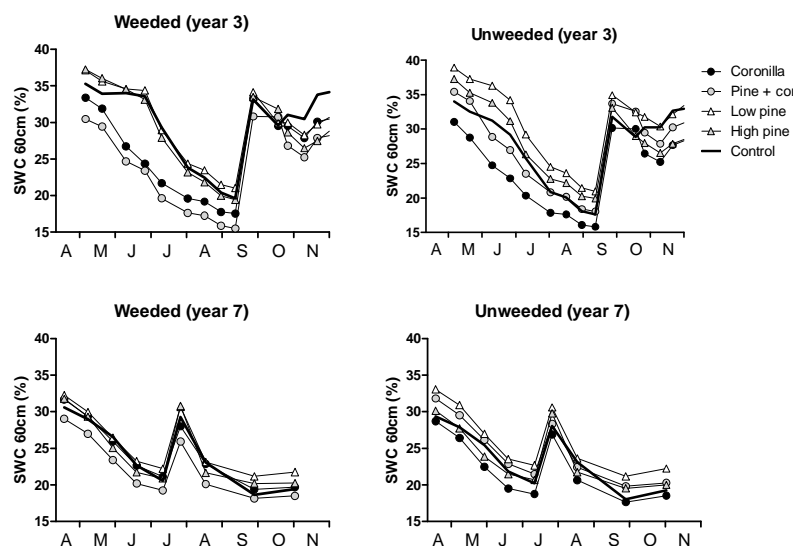 Weeded (year 3)
SWC 60cm (%)
40
35
30
25
20
15
A M J J A S O N
Unweeded (year 3)
SWC 60cm (%)
40
35
30
25
20
15
A M J J A S O N
Coronilla
Pine + cor
Low pine
High pine
Control
Weeded (year 7)
SWC 60cm (%)
40
35
30
25
20
15
A M J J A S O N
Unweeded (year 7)
SWC 60cm (%)
40
35
30
25
20
15
A M J J A S O N